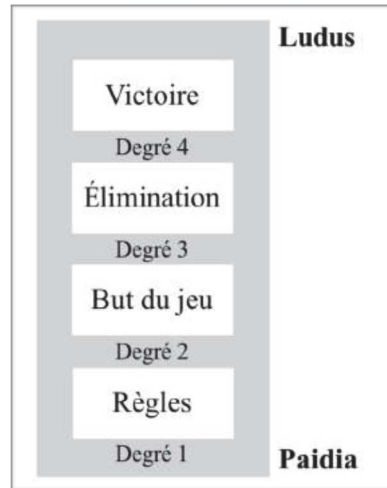 Ludus
Victoire
Degré 4
Élimination
Degré 3
But du jeu
Degré 2
Règles
Degré 1
Paidia